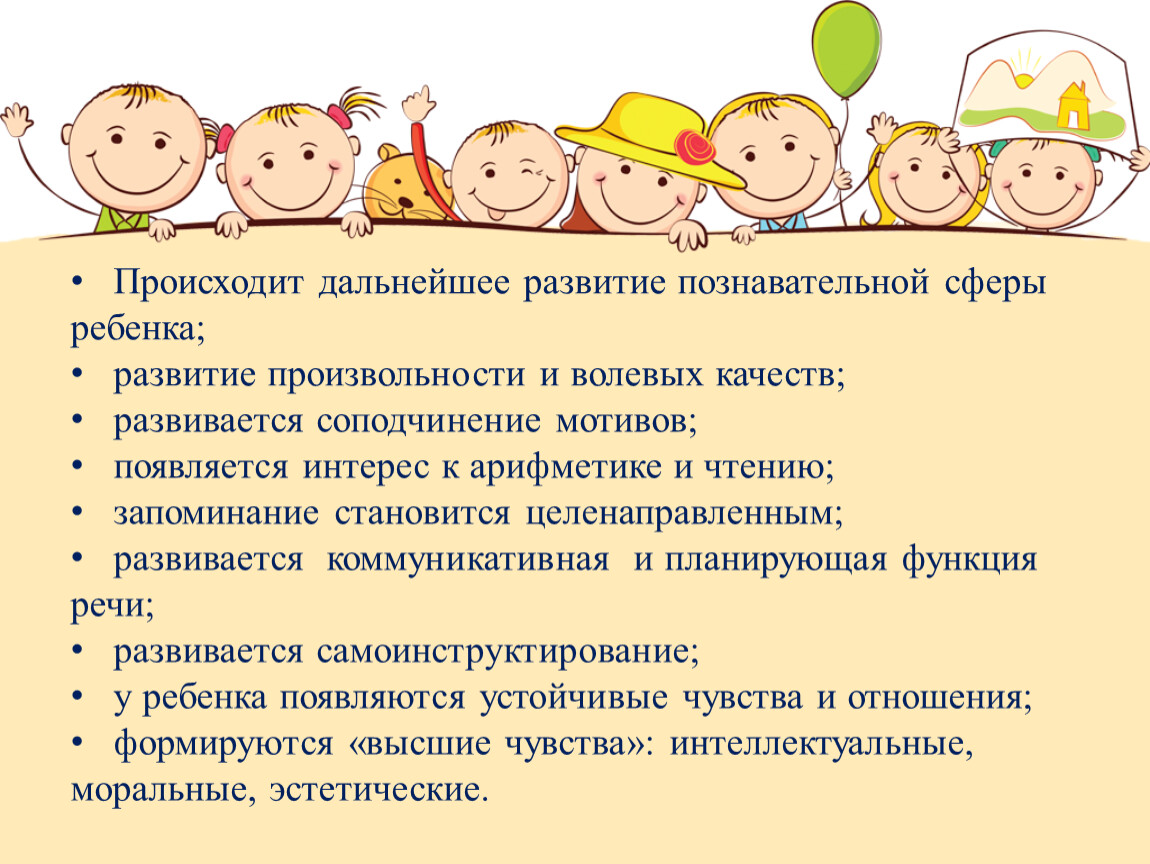 • Происходит дальнейшее развитие познавательной сферы
ребенка;
• развитие произвольности и волевых качеств;
• развивается соподчинение мотивов;
• появляется интерес к арифметике и чтению;
• запоминание становится целенаправленным;
• развивается коммуникативная и планирующая функция
речи;
• развивается самоинструктирование;
• у ребенка появляются устойчивые чувства и отношения;
• формируются «высшие чувства»: интеллектуальные,
моральные, эстетические.